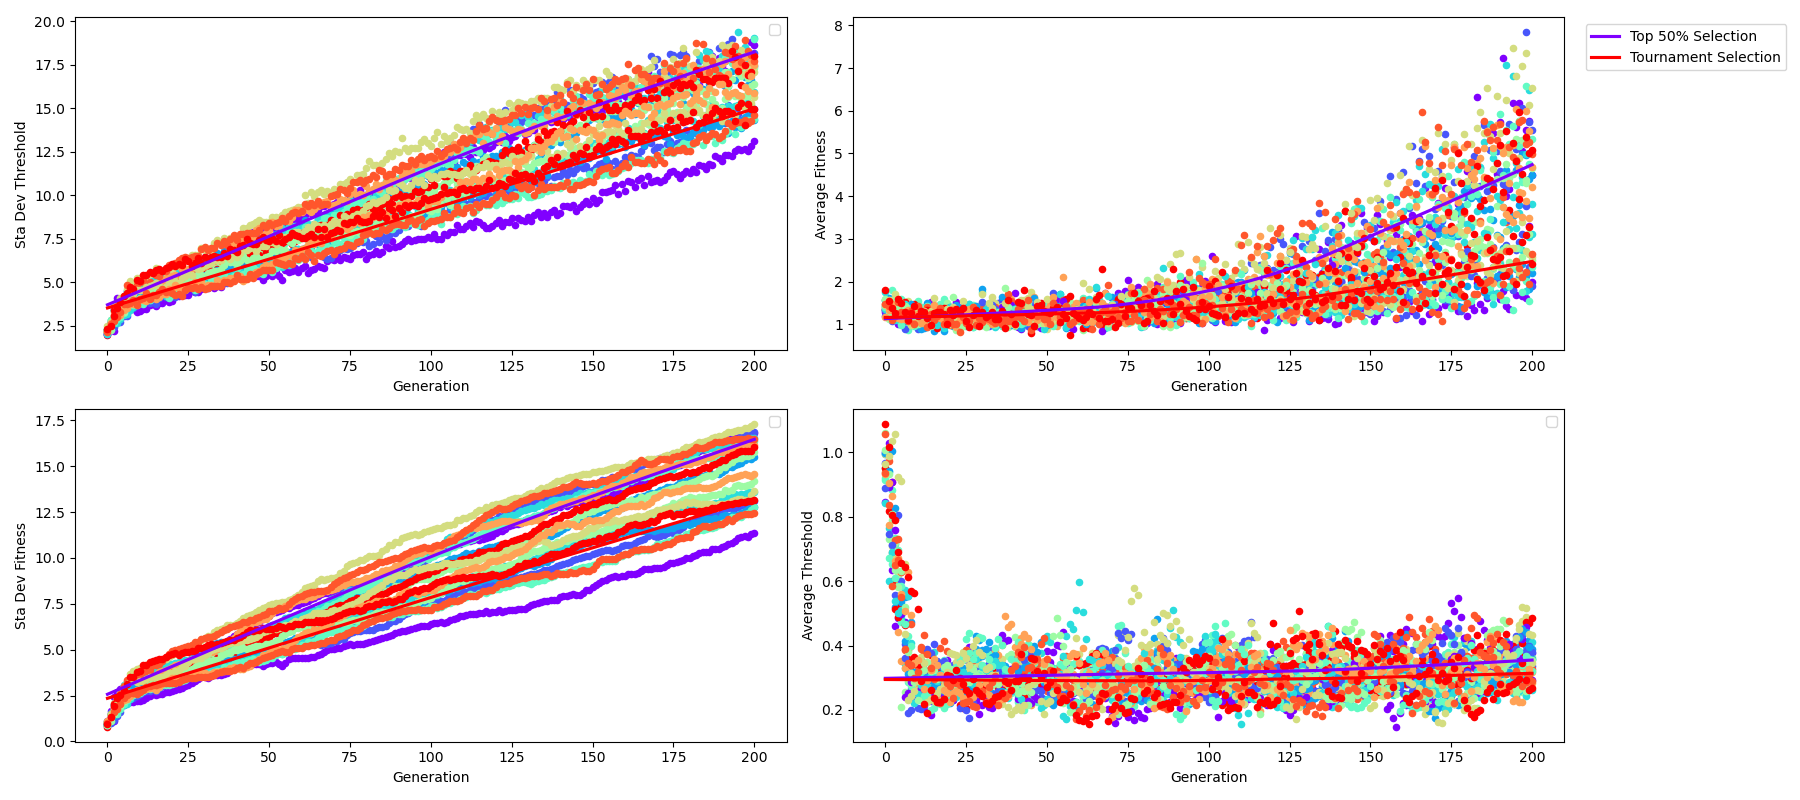 20.0
17.5
15.0
12.5
10.0
7.5
5.0
2.5
Sta Dev Threshold
0 25 50 75 100 125 150 175 200
Generation
8
7
6
5
4
3
2
1
Average Fitness
0 25 50 75 100 125 150 175 200
Generation
Top 50% Selection
Tournament Selection
17.5
15.0
12.5
10.0
7.5
5.0
2.5
0.0
Sta Dev Fitness
0 25 50 75 100 125 150 175 200
Generation
1.0
0.8
0.6
0.4
0.2
Average Threshold
0 25 50 75 100 125 150 175 200
Generation